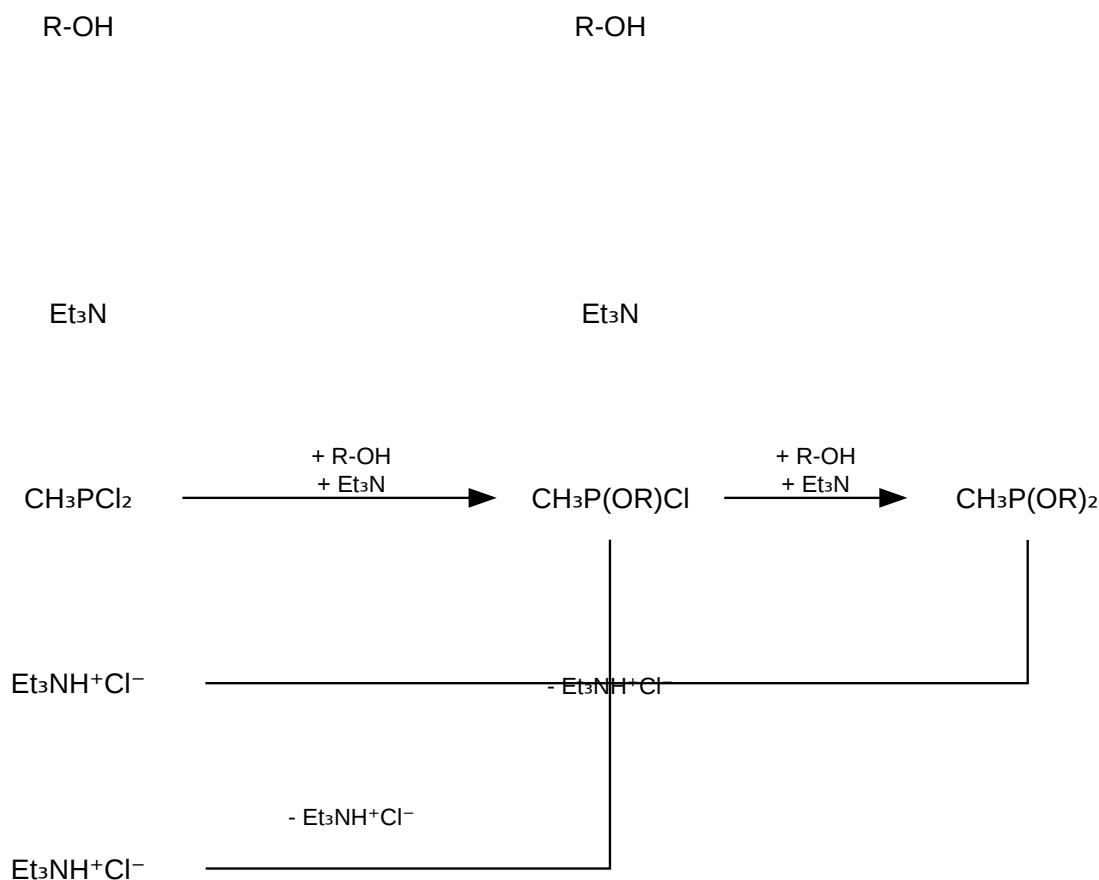 R-OH
R-OH
Et₃N
Et₃N
+ R-OH
+ Et₃N
+ R-OH
+ Et₃N
CH₃PCl₂
CH₃P(OR)Cl
CH₃P(OR)₂
Et₃NH⁺Cl⁻
- Et₃NH⁺Cl⁻
- Et₃NH⁺Cl⁻
Et₃NH⁺Cl⁻